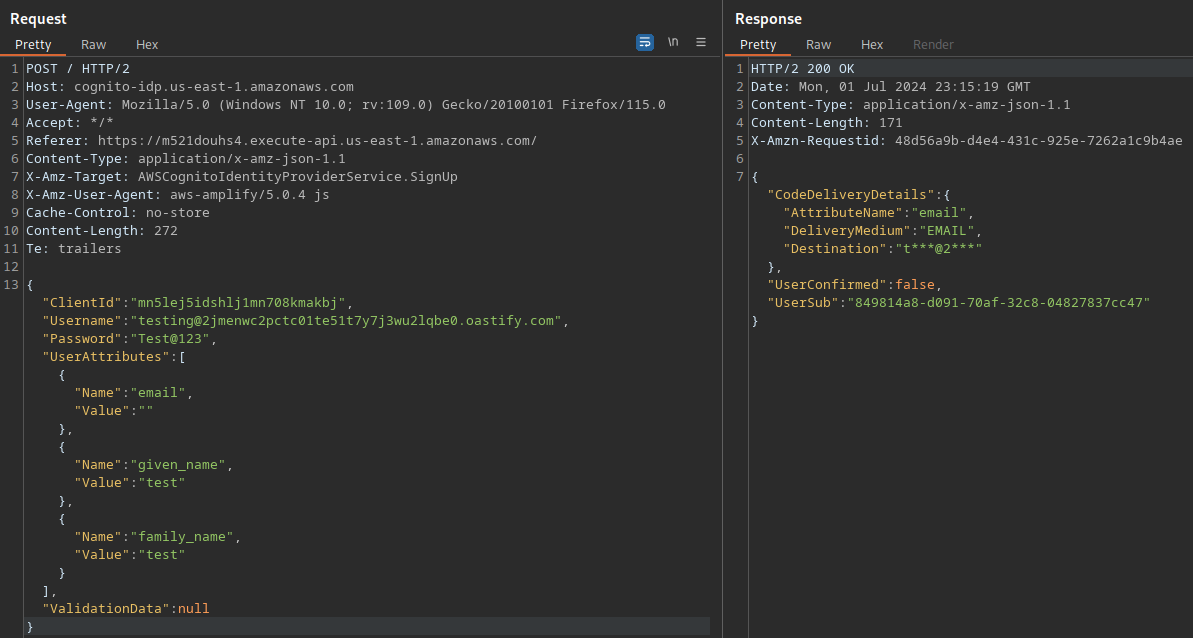 Request
Pretty Raw Hex \n
1 POST / HTTP/2
2 Host: cognito-idp.us-east-1.amazonaws.com
3 User-Agent: Mozilla/5.0 (Windows NT 10.0; rv:109.0) Gecko/20100101 Firefox/115.0
4 Accept: */*
5 Referer: https://m521douhs4.execute-api.us-east-1.amazonaws.com/
6 Content-Type: application/x-amz-json-1.1
7 X-Amz-Target: AWSCognitoIdentityProviderService.SignUp
8 X-Amz-User-Agent: aws-amplify/5.0.4 js
9 Cache-Control: no-store
10 Content-Length: 272
11 Te: trailers
12
13 {
"ClientId":"mn5lej5idshlj1mn708kmakbj",
"Username":"testing@2jmenwc2pctc01te51t7y7j3wu2lqbe0.oastify.com",
"Password":"Test@123",
"UserAttributes":[
{
"Name":"email",
"Value":""
},
{
"Name":"given_name",
"Value":"test"
},
{
"Name":"family_name",
"Value":"test"
}
],
"ValidationData":null
}
Response
Pretty Raw Hex Render
1 HTTP/2 200 OK
2 Date: Mon, 01 Jul 2024 23:15:19 GMT
3 Content-Type: application/x-amz-json-1.1
4 Content-Length: 171
5 X-Amzn-Requestid: 48d56a9b-d4e4-431c-925e-7262a1c9b4ae
6
7 {
"CodeDeliveryDetails":{
"AttributeName":"email",
"DeliveryMedium":"EMAIL",
"Destination":"t***@2***"
},
"UserConfirmed":false,
"UserSub":"849814a8-d091-70af-32c8-04827837cc47"
}